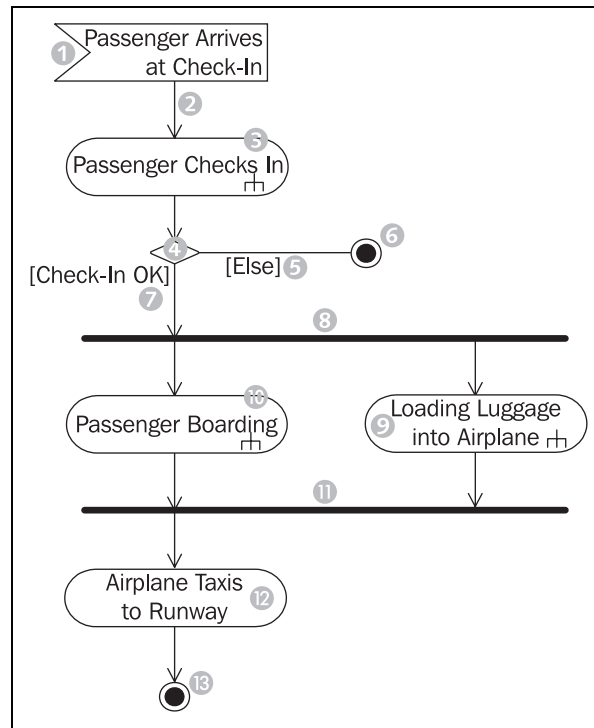 1 Passenger Arrives
at Check-In
2
3
Passenger Checks In
4
6
[Else] 5
[Check-In OK]
7
8
10
Passenger Boarding
Loading Luggage
9 into Airplane
11
Airplane Taxis
to Runway 12
13